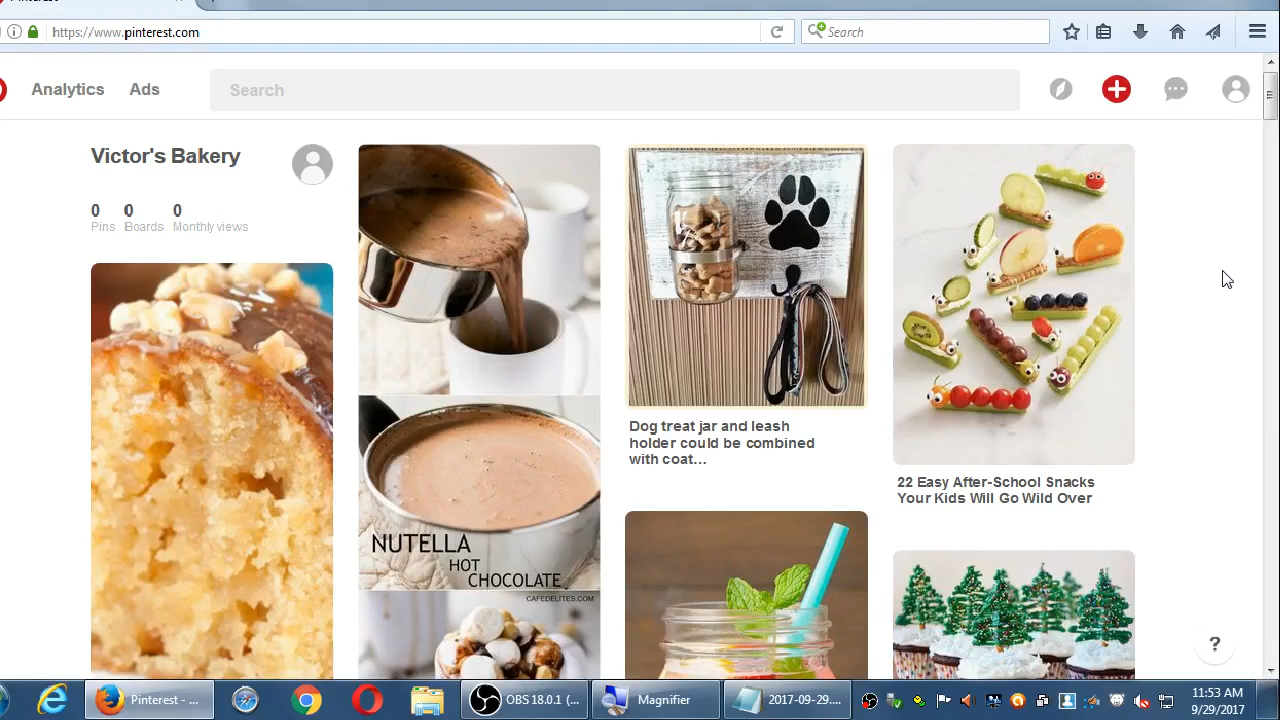 Pinterest
https://www.pinterest.com
Search
Analytics
Ads
Search
Victor's Bakery
0 0 0
Pins Boards Monthly views
NUTELLA
HOT
CHOCOLATE
CAFEDELITES.COM
Dog treat jar and leash
holder could be combined
with coat...
22 Easy After-School Snacks
Your Kids Will Go Wild Over
?
Pinterest - ...
OBS 18.0.1 (...
Magnifier
2017-09-29....
11:53 AM
9/29/2017